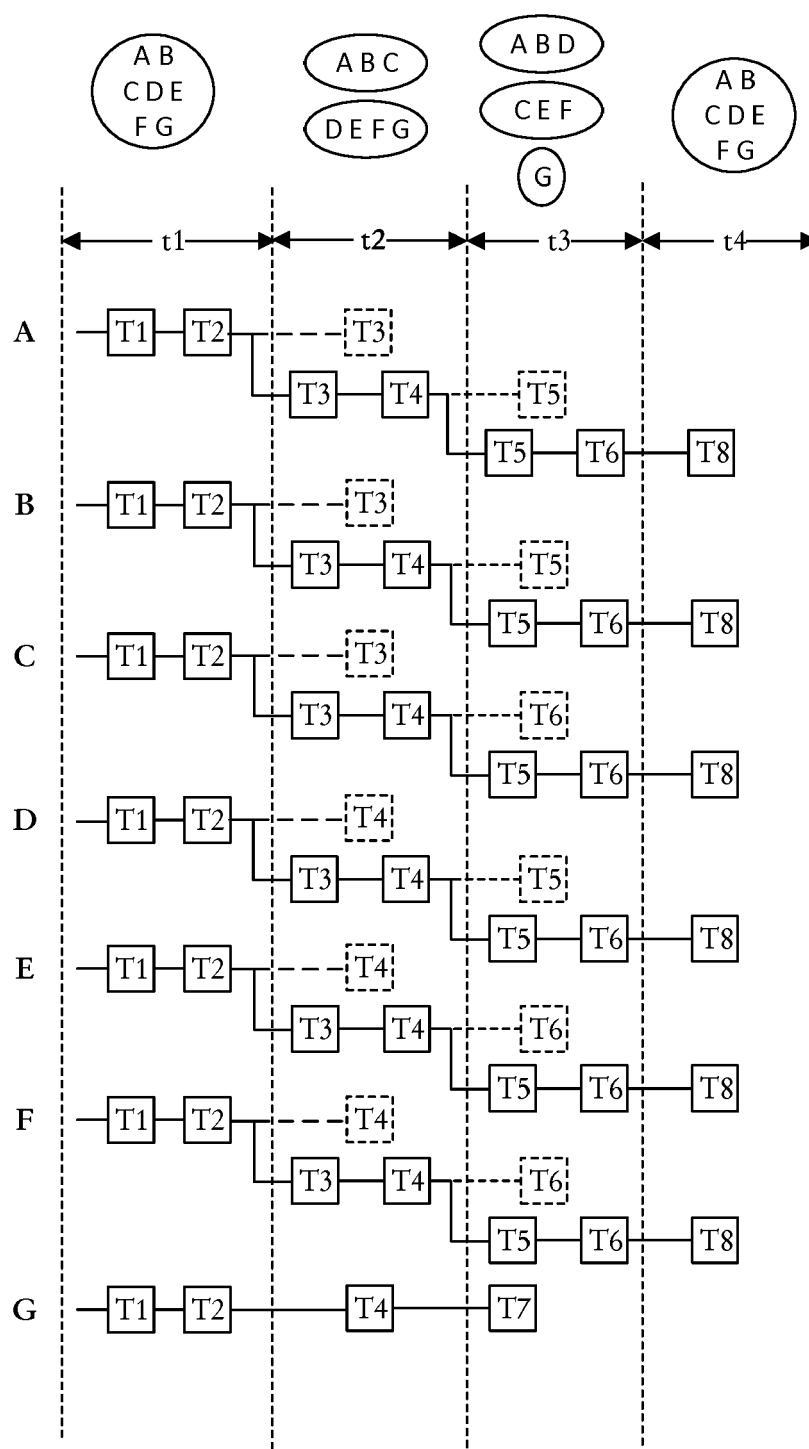 A B
C D E
F G
A B C
D E F G
A B D
C E F
G
A B
C D E
F G
t1 t2 t3 t4
A T1 T2 T3
T3 T4 T5
T5 T6 T8
B T1 T2 T3
T3 T4 T5
T5 T6 T8
C T1 T2 T3
T3 T4 T6
T5 T6 T8
D T1 T2 T4
T3 T4 T5
T5 T6 T8
E T1 T2 T4
T3 T4 T6
T5 T6 T8
F T1 T2 T4
T3 T4 T6
T5 T6 T8
G T1 T2 T4 T7